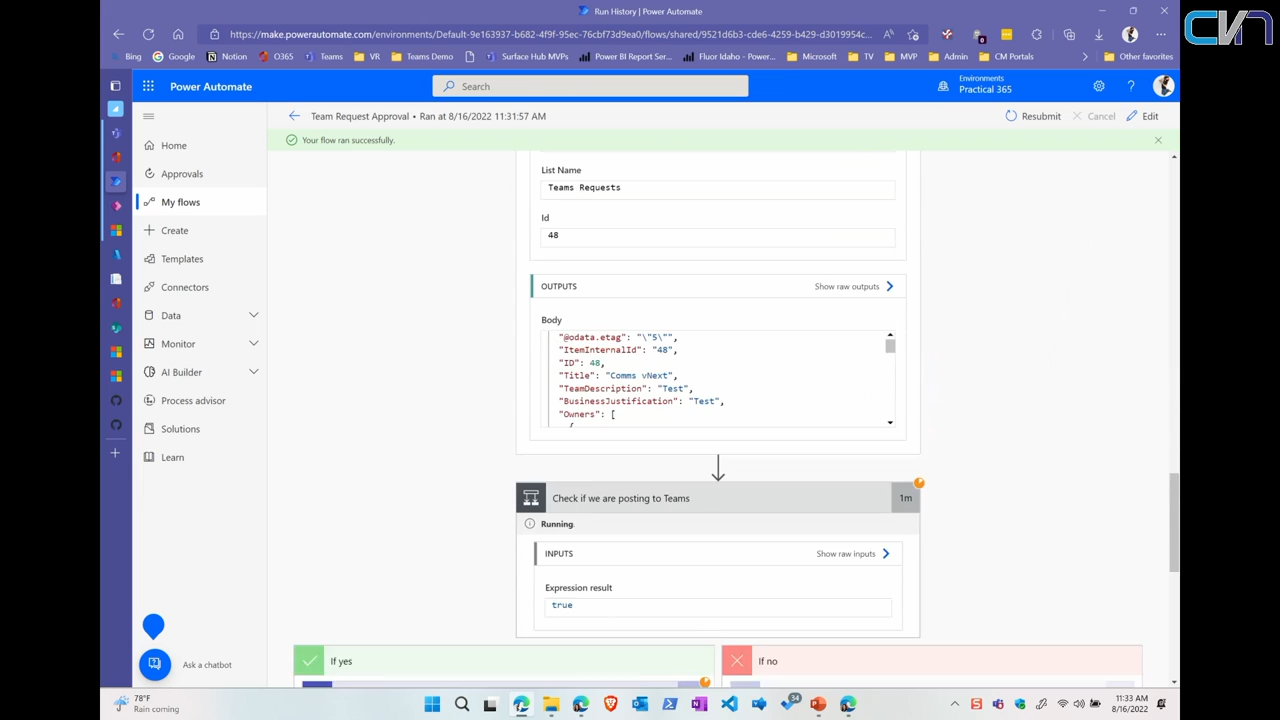 Run History | Power Automate
CVN
https://make.powerautomate.com/environments/Default-9e163937-b682-4f9f-95ec-76cbf73d9ea0/flows/shared/9521d6b3-cde6-4259-b429-d3019954c...
Bing Google Notion O365 Teams VR Teams Demo Surface Hub MVPs Power BI Report Serv... Fluor Idaho - Power... Microsoft TV MVP Admin CM Portals Other favorites
Power Automate
Search
Environments
Practical 365
Team Request Approval • Ran at 8/16/2022 11:31:57 AM
Resubmit Cancel Edit
Your flow ran successfully.
Home
Approvals
My flows
Create
Templates
Connectors
Data
Monitor
AI Builder
Process advisor
Solutions
Learn
Ask a chatbot
List Name
Teams Requests
Id
48
OUTPUTS Show raw outputs
Body
"@odata.etag": "\"5\"",
"ItemInternalId": "48",
"ID": 48,
"Title": "Comms vNext",
"TeamDescription": "Test",
"BusinessJustification": "Test",
"Owners": [
{
Check if we are posting to Teams 1m
Running.
INPUTS Show raw inputs
Expression result
true
If yes If no
78°F
Rain coming
34
11:33 AM
8/16/2022